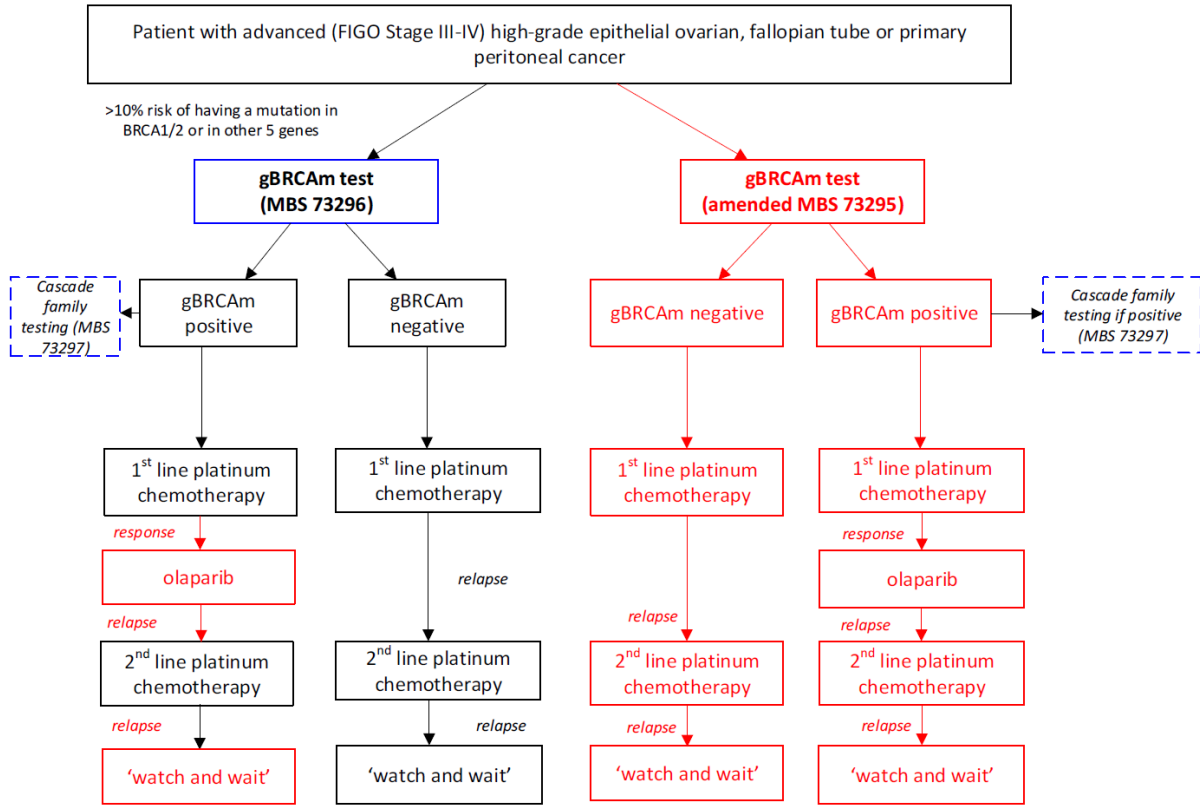 Patient with advanced (FIGO Stage III-IV) high-grade epithelial ovarian, fallopian tube or primary
peritoneal cancer
>10% risk of having a mutation in
BRCA1/2 or in other 5 genes
gBRCAm test
(MBS 73296)
gBRCAm test
(amended MBS 73295)
Cascade
family
testing (MBS
73297)
gBRCAm
positive
gBRCAm
negative
gBRCAm negative
gBRCAm positive
Cascade family
testing if positive
(MBS 73297)
1st line platinum
chemotherapy
1st line platinum
chemotherapy
1st line platinum
chemotherapy
1st line platinum
chemotherapy
response
response
olaparib
relapse
olaparib
relapse
relapse
relapse
2nd line platinum
chemotherapy
2nd line platinum
chemotherapy
2nd line platinum
chemotherapy
2nd line platinum
chemotherapy
relapse
relapse
relapse
relapse
‘watch and wait’
‘watch and wait’
‘watch and wait’
‘watch and wait’